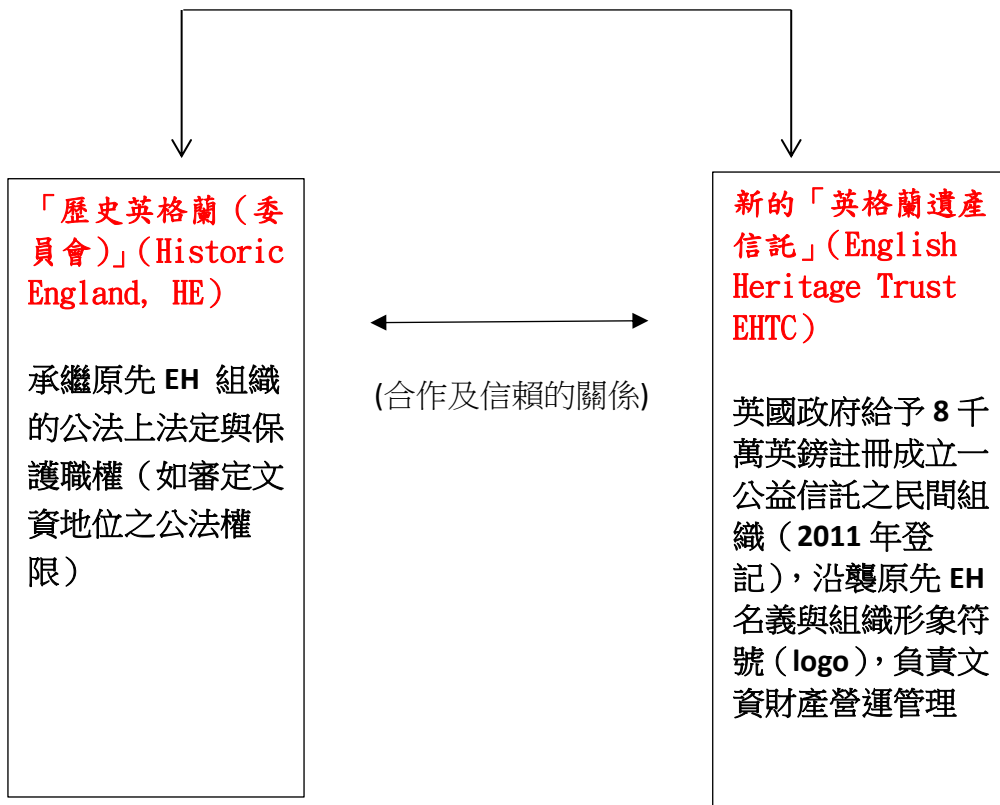 「歷史英格蘭（委
員會）」（Historic
England, HE）
承繼原先 EH 組織
的公法上法定與保
護職權（如審定文
資地位之公法權
限）
(合作及信賴的關係)
新的「英格蘭遺產
信託」（English
Heritage Trust
EHTC）
英國政府給予 8 千
萬英鎊註冊成立一
公益信託之民間組
織（2011 年登
記），沿襲原先 EH
名義與組織形象符
號（logo），負責文
資財產營運管理